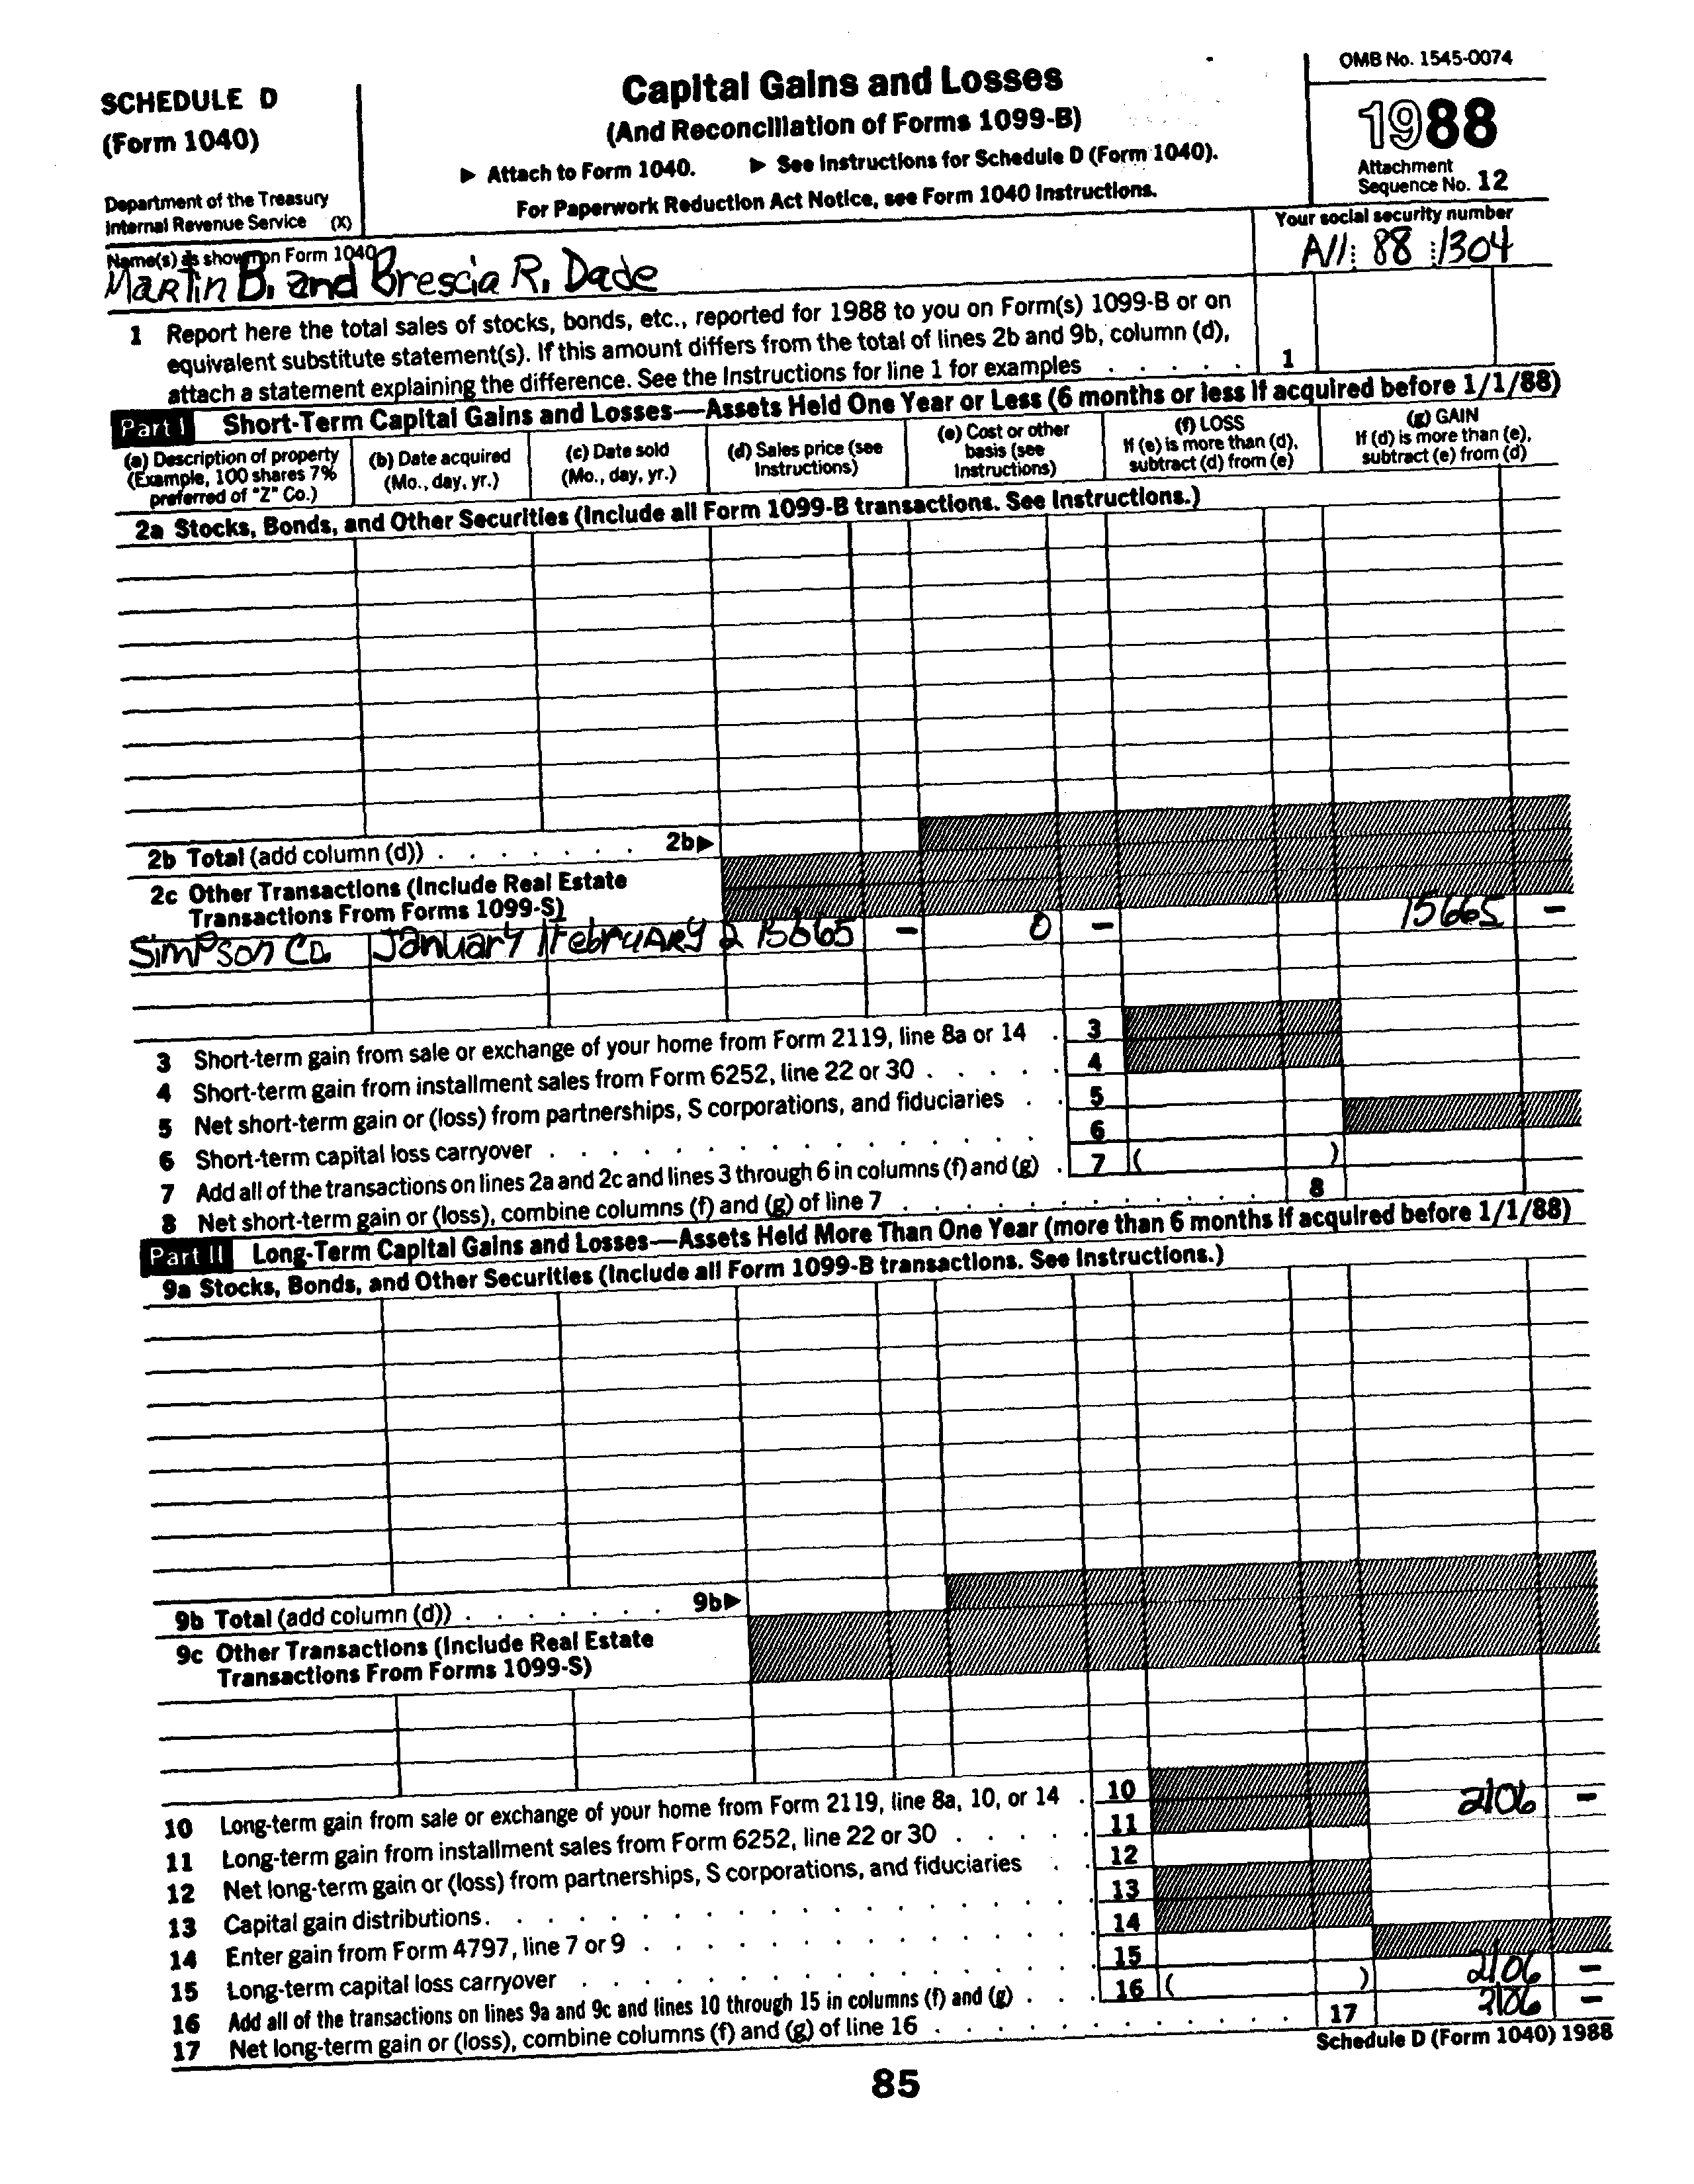 SCHEDULE D
(Form 1040)
Department of the Treasury
Internal Revenue Service (X)
Capital Gains and Losses
(And Reconciliation of Forms 1099-B)
▶ Attach to Form 1040. ▶ See Instructions for Schedule D (Form 1040).
For Paperwork Reduction Act Notice, see Form 1040 Instructions.
OMB No. 1545-0074
1988
Attachment
Sequence No. 12
Name(s) as shown on Form 1040
Martin B. and Brescia R. Dade
Your social security number
88 1304
1 Report here the total sales of stocks, bonds, etc., reported for 1988 to you on Form(s) 1099-B or on
equivalent substitute statement(s). If this amount differs from the total of lines 2b and 9b, column (d),
attach a statement explaining the difference. See the Instructions for line 1 for examples . . . . . 1
Part I Short-Term Capital Gains and Losses—Assets Held One Year or Less (6 months or less if acquired before 1/1/88)
(a) Description of property
(Example, 100 shares 7%
preferred of "Z" Co.)
(b) Date acquired
(Mo., day, yr.)
(c) Date sold
(Mo., day, yr.)
(d) Sales price (see
Instructions)
(e) Cost or other
basis (see
Instructions)
(f) LOSS
If (e) is more than (d),
subtract (d) from (e)
(g) GAIN
If (d) is more than (e),
subtract (e) from (d)
2a Stocks, Bonds, and Other Securities (Include all Form 1099-B transactions. See Instructions.)
2b Total (add column (d)) . . . . . . . 2b▶
2c Other Transactions (Include Real Estate
Transactions From Forms 1099-S)
Simpson Co. January 1 February 2 15665 – 0 – 15665 –
3 Short-term gain from sale or exchange of your home from Form 2119, line 8a or 14 . 3
4 Short-term gain from installment sales from Form 6252, line 22 or 30 . . . . . 4
5 Net short-term gain or (loss) from partnerships, S corporations, and fiduciaries . . 5
6 Short-term capital loss carryover . . . . . . . . . . . . . . . 6
7 Add all of the transactions on lines 2a and 2c and lines 3 through 6 in columns (f) and (g) . 7 ( )
8 Net short-term gain or (loss), combine columns (f) and (g) of line 7 . . . . . . . . . . . . 8
Part II Long-Term Capital Gains and Losses—Assets Held More Than One Year (more than 6 months if acquired before 1/1/88)
9a Stocks, Bonds, and Other Securities (Include all Form 1099-B transactions. See Instructions.)
9b Total (add column (d)) . . . . . . . 9b▶
9c Other Transactions (Include Real Estate
Transactions From Forms 1099-S)
10 Long-term gain from sale or exchange of your home from Form 2119, line 8a, 10, or 14 . 10 2106 –
11 Long-term gain from installment sales from Form 6252, line 22 or 30 . . . . . 11
12 Net long-term gain or (loss) from partnerships, S corporations, and fiduciaries . . 12
13 Capital gain distributions . . . . . . . . . . . . . . . . . . 13
14 Enter gain from Form 4797, line 7 or 9 . . . . . . . . . . . . . . 14
15 Long-term capital loss carryover . . . . . . . . . . . . . . . . 15
16 Add all of the transactions on lines 9a and 9c and lines 10 through 15 in columns (f) and (g) . . . 16 ( ) 2106 –
17 Net long-term gain or (loss), combine columns (f) and (g) of line 16 . . . . . . . . . . . . 17 2106 –
Schedule D (Form 1040) 1988
85